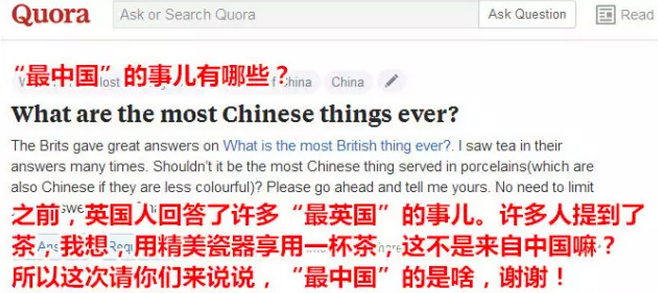 Quora
Ask or Search Quora
Ask Question
Read
“最中国”的事儿有哪些？
lost
China
China
What are the most Chinese things ever?
The Brits gave great answers on What is the most British thing ever?. I saw tea in their
answers many times. Shouldn't it be the most Chinese thing served in porcelains(which are
also Chinese if they are less colourful)? Please go ahead and tell me yours. No need to limit
之前，英国人回答了许多“最英国”的事儿。许多人提到了
茶，我想，用精美瓷器享用一杯茶，这不是来自中国嘛？
所以这次请你们来说说，“最中国”的是啥，谢谢！